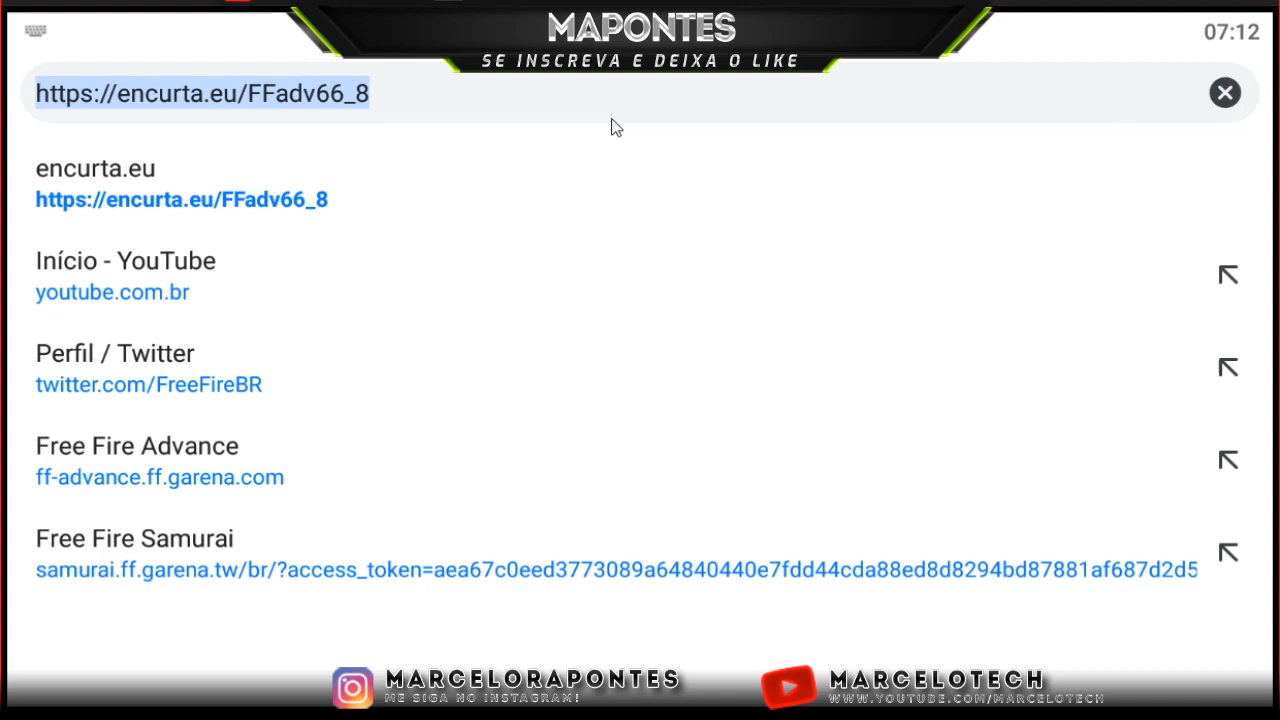 MAPONTES
SE INSCREVA E DEIXA O LIKE
07:12
https://encurta.eu/FFadv66_8
encurta.eu
https://encurta.eu/FFadv66_8
Início - YouTube
youtube.com.br
Perfil / Twitter
twitter.com/FreeFireBR
Free Fire Advance
ff-advance.ff.garena.com
Free Fire Samurai
samurai.ff.garena.tw/br/?access_token=aea67c0eed3773089a64840440e7fdd44cda88ed8d8294bd87881af687d2d5
MARCELORAPONTES
ME SIGA NO INSTAGRAM!
MARCELOTECH
WWW.YOUTUBE.COM/MARCELOTECH